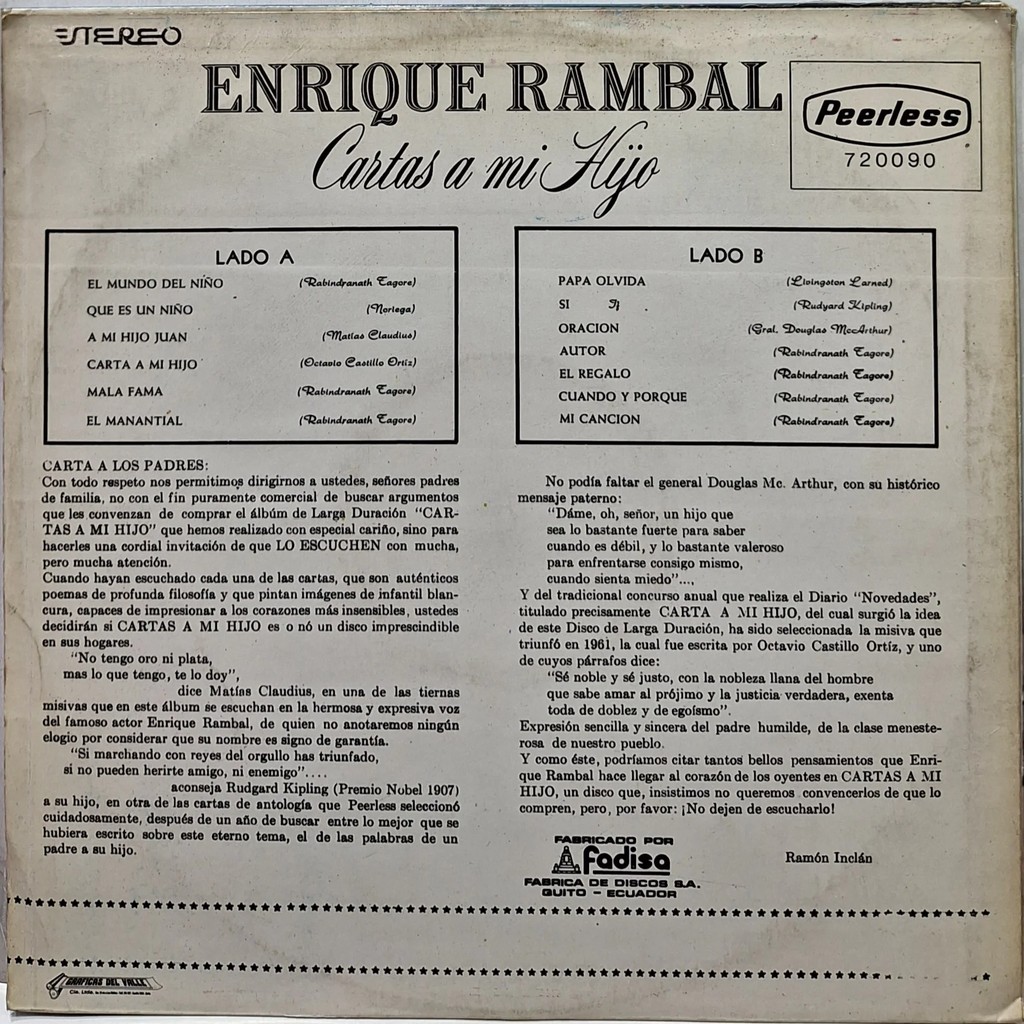 STEREO
ENRIQUE RAMBAL
Cartas a mi Hijo
Peerless
720090
LADO A
EL MUNDO DEL NIÑO (Rabindranath Tagore)
QUE ES UN NIÑO (Noriega)
A MI HIJO JUAN (Matías Claudius)
CARTA A MI HIJO (Octavio Castillo Ortíz)
MALA FAMA (Rabindranath Tagore)
EL MANANTÍAL (Rabindranath Tagore)
LADO B
PAPA OLVIDA (Livingston Larned)
SI If (Rudyard Kipling)
ORACION (Gral. Douglas McArthur)
AUTOR (Rabindranath Tagore)
EL REGALO (Rabindranath Tagore)
CUANDO Y PORQUE (Rabindranath Tagore)
MI CANCION (Rabindranath Tagore)
CARTA A LOS PADRES:
Con todo respeto nos permitimos dirigirnos a ustedes, señores padres
de familia, no con el fín puramente comercial de buscar argumentos
que les convenzan de comprar el álbúm de Larga Duración "CAR-
TAS A MI HIJO" que hemos realizado con especial cariño, sino para
hacerles una cordial invitación de que LO ESCUCHEN con mucha,
pero mucha atención.
Cuando hayan escuchado cada una de las cartas, que son auténticos
poemas de profunda filosofía y que pintan imágenes de infantil blan-
cura, capaces de impresionar a los corazones más insensibles, ustedes
decidirán si CARTAS A MI HIJO es o nó un disco imprescindible
en sus hogares.
"No tengo oro ni plata,
mas lo que tengo, te lo doy",
dice Matías Claudius, en una de las tiernas
misivas que en este álbum se escuchan en la hermosa y expresiva voz
del famoso actor Enrique Rambal, de quien no anotaremos ningún
elogio por considerar que su nombre es signo de garantía.
"Si marchando con reyes del orgullo has triunfado,
si no pueden herirte amigo, ni enemigo"....
aconseja Rudgard Kipling (Premio Nobel 1907)
a su hijo, en otra de las cartas de antología que Peerless seleccionó
cuidadosamente, después de un año de buscar entre lo mejor que se
hubiera escrito sobre este eterno tema, el de las palabras de un
padre a su hijo.
No podía faltar el general Douglas Mc. Arthur, con su histórico
mensaje paterno:
"Dáme, oh, señor, un hijo que
sea lo bastante fuerte para saber
cuando es débil, y lo bastante valeroso
para enfrentarse consigo mismo,
cuando sienta miedo"...,
Y del tradicional concurso anual que realiza el Diario "Novedades",
titulado precisamente CARTA A MI HIJO, del cual surgió la idea
de este Disco de Larga Duración, ha sido seleccionada la misiva que
triunfó en 1961, la cual fue escrita por Octavio Castillo Ortíz, y uno
de cuyos párrafos dice:
"Sé noble y sé justo, con la nobleza llana del hombre
que sabe amar al prójimo y la justicia verdadera, exenta
toda de doblez y de egoísmo".
Expresión sencilla y sincera del padre humilde, de la clase meneste-
rosa de nuestro pueblo.
Y como éste, podríamos citar tantos bellos pensamientos que Enri-
que Rambal hace llegar al corazón de los oyentes en CARTAS A MI
HIJO, un disco que, insistimos no queremos convencerlos de que lo
compren, pero, por favor: ¡No dejen de escucharlo!
Ramón Inclán
FABRICADO POR
fadisa
FABRICA DE DISCOS S.A.
QUITO - ECUADOR
GRAFICAS DEL VALLE